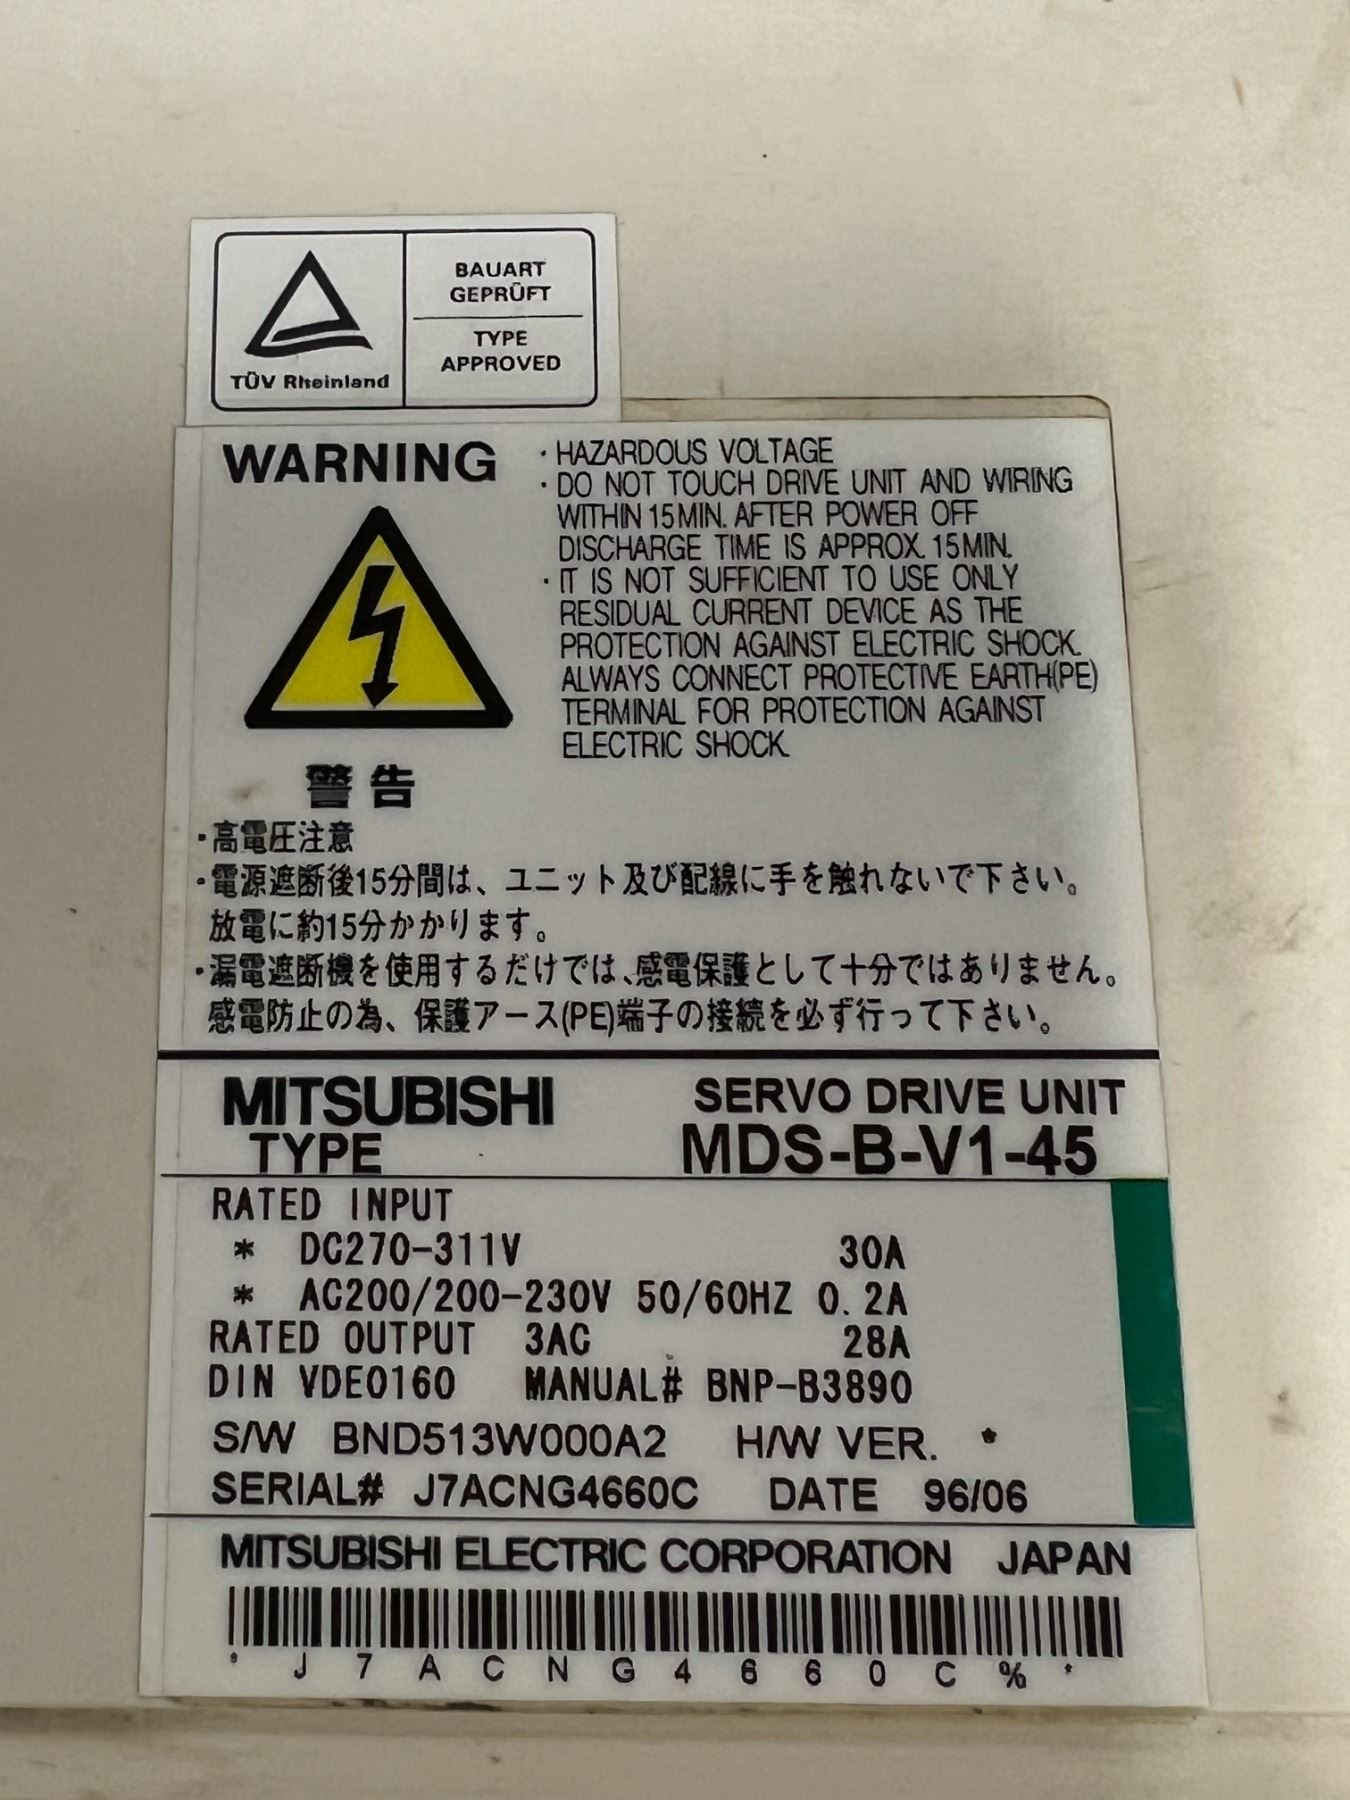 TÜV Rheinland
BAUART
GEPRÜFT
TYPE
APPROVED
WARNING
· HAZARDOUS VOLTAGE
· DO NOT TOUCH DRIVE UNIT AND WIRING
WITHIN 15MIN. AFTER POWER OFF
DISCHARGE TIME IS APPROX. 15MIN.
· IT IS NOT SUFFICIENT TO USE ONLY
RESIDUAL CURRENT DEVICE AS THE
PROTECTION AGAINST ELECTRIC SHOCK.
ALWAYS CONNECT PROTECTIVE EARTH(PE)
TERMINAL FOR PROTECTION AGAINST
ELECTRIC SHOCK.
警告
・高電圧注意
・電源遮断後15分間は、ユニット及び配線に手を触れないで下さい。
放電に約15分かかります。
・漏電遮断機を使用するだけでは、感電保護として十分ではありません。
感電防止の為、保護アース(PE)端子の接続を必ず行って下さい。
MITSUBISHI SERVO DRIVE UNIT
TYPE MDS-B-V1-45
RATED INPUT
* DC270-311V 30A
* AC200/200-230V 50/60HZ 0.2A
RATED OUTPUT 3AC 28A
DIN VDE0160 MANUAL# BNP-B3890
S/W BND513W000A2 H/W VER. *
SERIAL# J7ACNG4660C DATE 96/06
MITSUBISHI ELECTRIC CORPORATION JAPAN
* J 7 A C N G 4 6 6 0 C % *